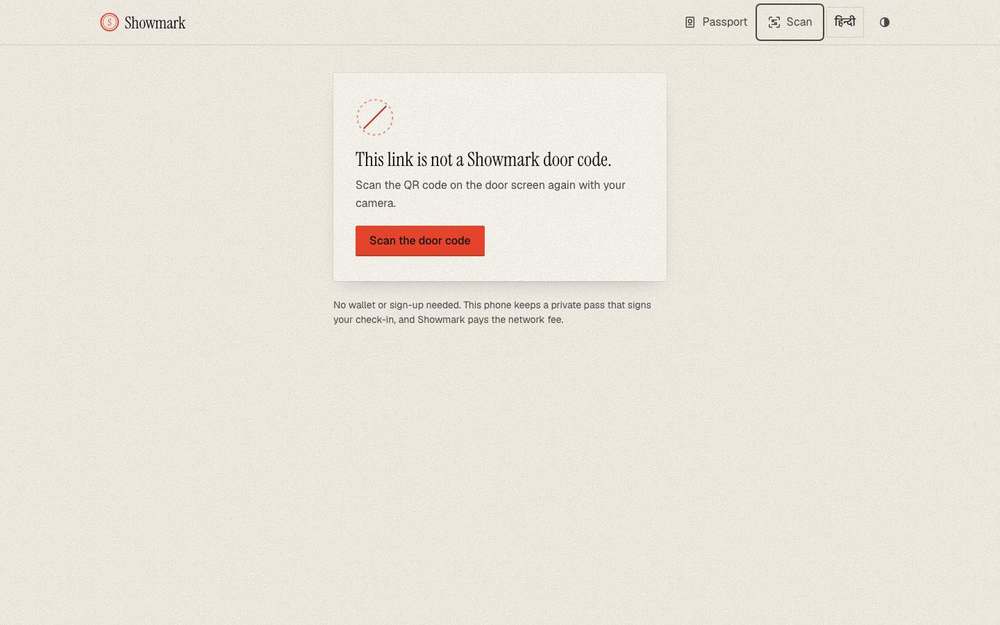 Showmark
Passport
Scan
हिन्दी
This link is not a Showmark door code.
Scan the QR code on the door screen again with your
camera.
Scan the door code
No wallet or sign-up needed. This phone keeps a private pass that signs
your check-in, and Showmark pays the network fee.